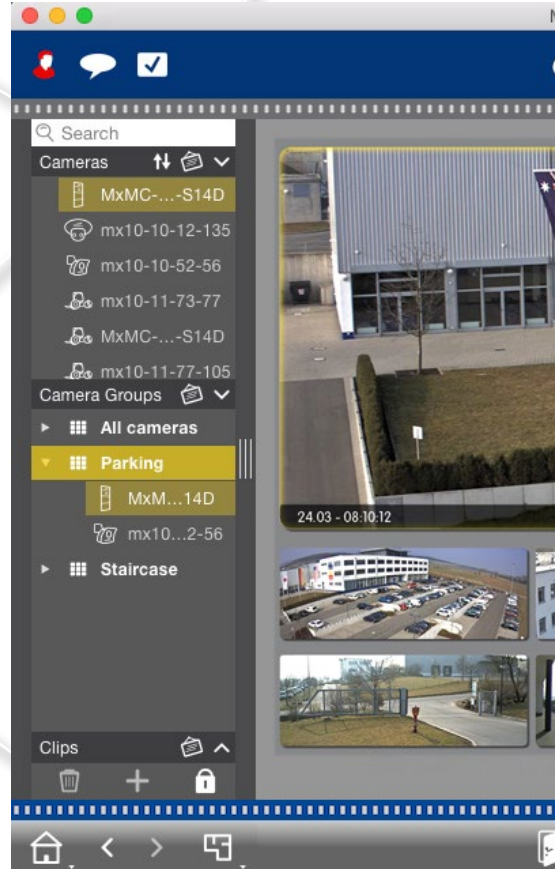 Search
Cameras
MxMC-...-S14D
mx10-10-12-135
mx10-10-52-56
mx10-11-73-77
MxMC-...-S14D
mx10-11-77-105
Camera Groups
All cameras
Parking
MxM...14D
mx10...2-56
Staircase
24.03 - 08:10:12
Clips